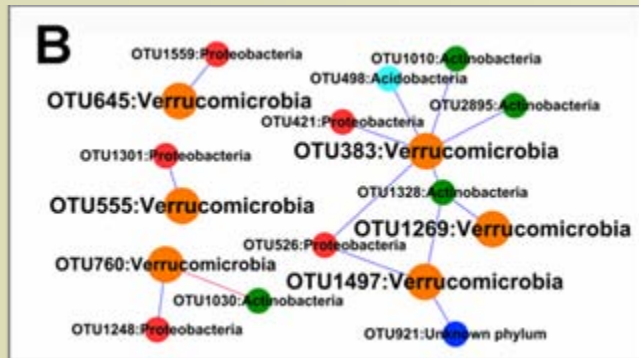 B
OTU1559:Proteobacteria
OTU645:Verrucomicrobia
OTU1301:Proteobacteria
OTU555:Verrucomicrobia
OTU760:Verrucomicrobia
OTU1030:Actinobacteria
OTU1248:Proteobacteria
OTU1010:Actinobacteria
OTU498:Acidobacteria
OTU2895:Actinobacteria
OTU421:Proteobacteria
OTU383:Verrucomicrobia
OTU1328:Actinobacteria
OTU1269:Verrucomicrobia
OTU526:Proteobacteria
OTU1497:Verrucomicrobia
OTU921:Unknown phylum